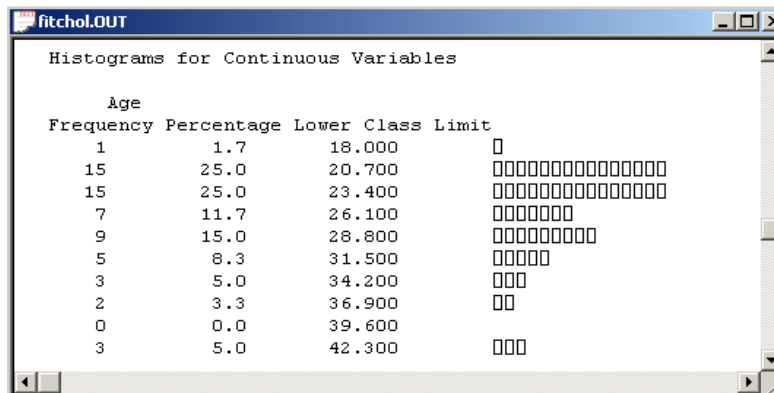 fitchol.OUT
Histograms for Continuous Variables
Age
Frequency Percentage Lower Class Limit
1 1.7 18.000
15 25.0 20.700
15 25.0 23.400
7 11.7 26.100
9 15.0 28.800
5 8.3 31.500
3 5.0 34.200
2 3.3 36.900
0 0.0 39.600
3 5.0 42.300